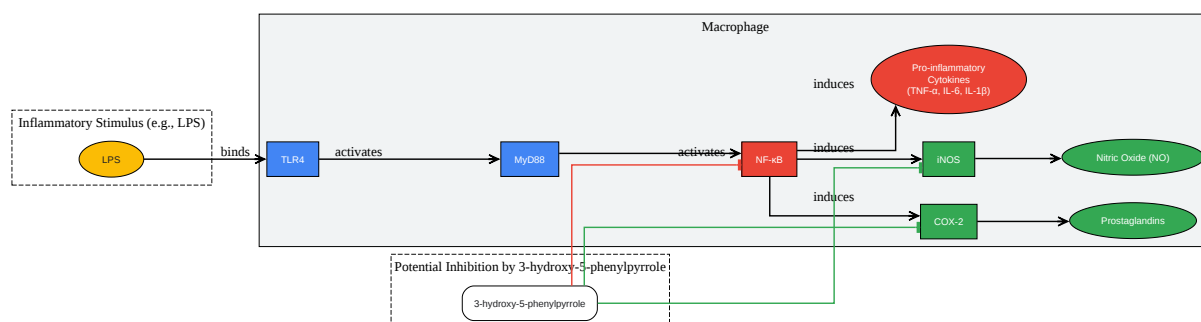 Macrophage
Pro-inflammatory
Cytokines
(TNF-α, IL-6, IL-1β)
induces
Inflammatory Stimulus (e.g., LPS)
LPS
binds
TLR4
activates
MyD88
activates
NF-κB
induces
iNOS
Nitric Oxide (NO)
induces
COX-2
Prostaglandins
Potential Inhibition by 3-hydroxy-5-phenylpyrrole
3-hydroxy-5-phenylpyrrole